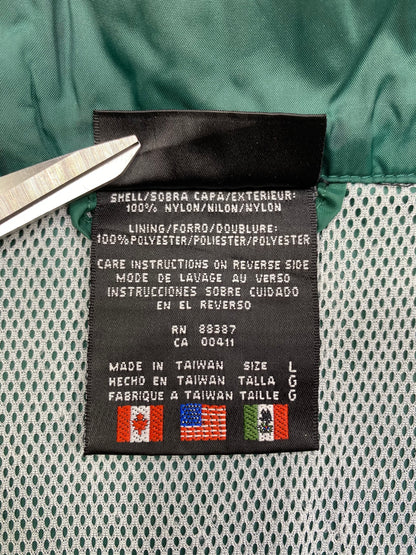 SHELL/SOBRA CAPA/EXTERIEUR:
100% NYLON/NILON/NYLON
LINING/FORRO/DOUBLURE:
100% POLYESTER/POLIESTER/POLYESTER
CARE INSTRUCTIONS ON REVERSE SIDE
MODE DE LAVAGE AU VERSO
INSTRUCCIONES SOBRE CUIDADO
EN EL REVERSO
RN 88387
CA 00411
MADE IN TAIWAN SIZE L
HECHO EN TAIWAN TALLA G
FABRIQUE A TAIWAN TAILLE G